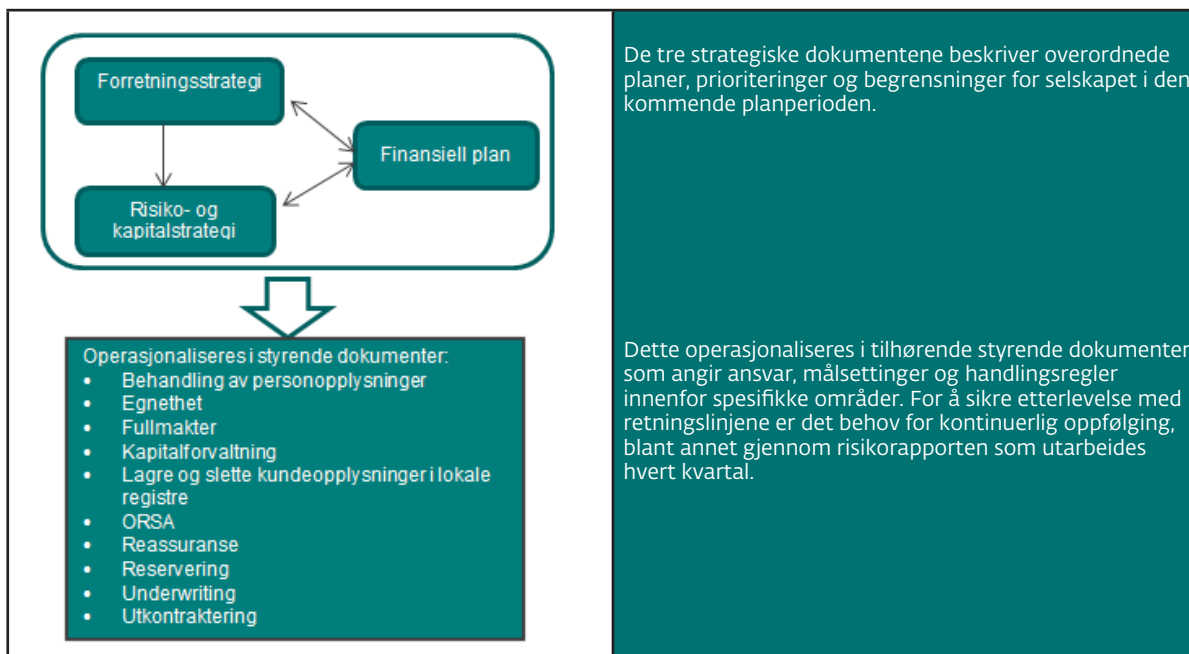 Forretningsstrategi
Finansiell plan
Risiko- og
kapitalstrategi
Operasjonaliseres i styrende dokumenter:
• Behandling av personopplysninger
• Egnethet
• Fullmakter
• Kapitalforvaltning
• Lagre og slette kundeopplysninger i lokale
registre
• ORSA
• Reassuranse
• Reservering
• Underwriting
• Utkontraktering
De tre strategiske dokumentene beskriver overordnede
planer, prioriteringer og begrensninger for selskapet i den
kommende planperioden.
Dette operasjonaliseres i tilhørende styrende dokumenter
som angir ansvar, målsettinger og handlingsregler
innenfor spesifikke områder. For å sikre etterlevelse med
retningslinjene er det behov for kontinuerlig oppfølging,
blant annet gjennom risikorapporten som utarbeides
hvert kvartal.